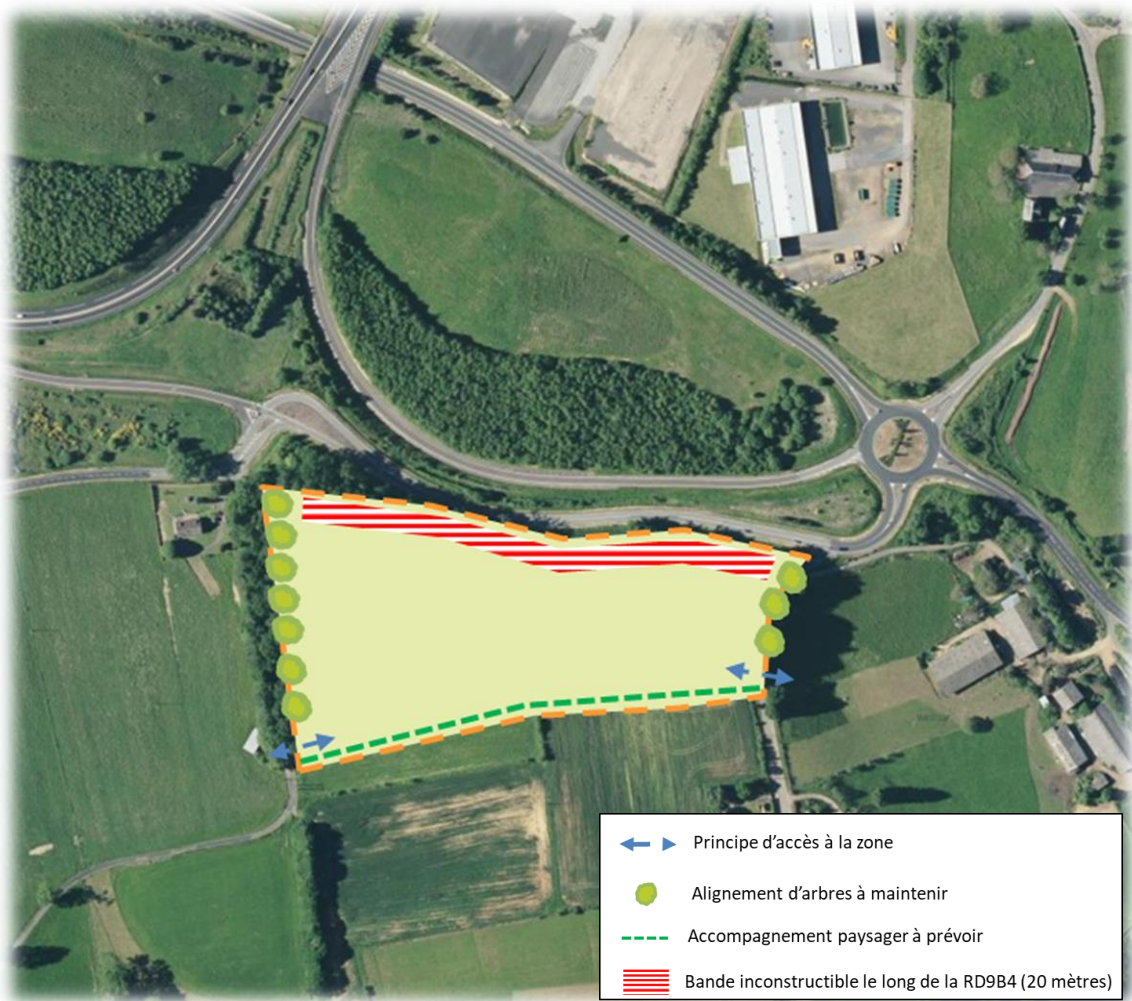 Principe d'accès à la zone
Alignement d'arbres à maintenir
Accompagnement paysager à prévoir
Bande inconstructible le long de la RD9B4 (20 mètres)